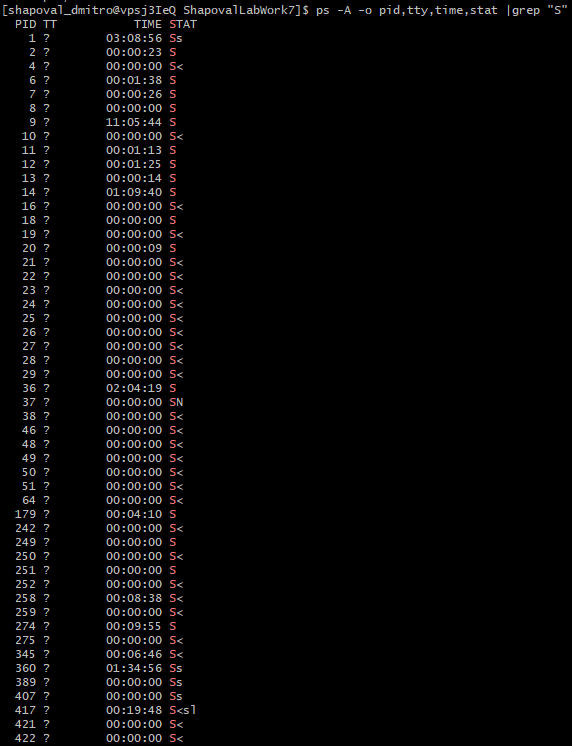 [shapoval_dmitro@vpsj3IeQ ShapovalLabWork7]$ ps -A -o pid,tty,time,stat |grep "S"
  PID TT           TIME STAT
    1 ?        03:08:56 Ss
    2 ?        00:00:23 S
    4 ?        00:00:00 S<
    6 ?        00:01:38 S
    7 ?        00:00:26 S
    8 ?        00:00:00 S
    9 ?        11:05:44 S
   10 ?        00:00:00 S<
   11 ?        00:01:13 S
   12 ?        00:01:25 S
   13 ?        00:00:14 S
   14 ?        01:09:40 S
   16 ?        00:00:00 S<
   18 ?        00:00:00 S
   19 ?        00:00:00 S<
   20 ?        00:00:09 S
   21 ?        00:00:00 S<
   22 ?        00:00:00 S<
   23 ?        00:00:00 S<
   24 ?        00:00:00 S<
   25 ?        00:00:00 S<
   26 ?        00:00:00 S<
   27 ?        00:00:00 S<
   28 ?        00:00:00 S<
   29 ?        00:00:00 S<
   36 ?        02:04:19 S
   37 ?        00:00:00 SN
   38 ?        00:00:00 S<
   46 ?        00:00:00 S<
   48 ?        00:00:00 S<
   49 ?        00:00:00 S<
   50 ?        00:00:00 S<
   51 ?        00:00:00 S<
   64 ?        00:00:00 S<
  179 ?        00:04:10 S
  242 ?        00:00:00 S<
  249 ?        00:00:00 S
  250 ?        00:00:00 S<
  251 ?        00:00:00 S
  252 ?        00:00:00 S<
  258 ?        00:08:38 S<
  259 ?        00:00:00 S<
  274 ?        00:09:55 S
  275 ?        00:00:00 S<
  345 ?        00:06:46 S<
  360 ?        01:34:56 Ss
  389 ?        00:00:00 Ss
  407 ?        00:00:00 Ss
  417 ?        00:19:48 S<sl
  421 ?        00:00:00 S<
  422 ?        00:00:00 S<